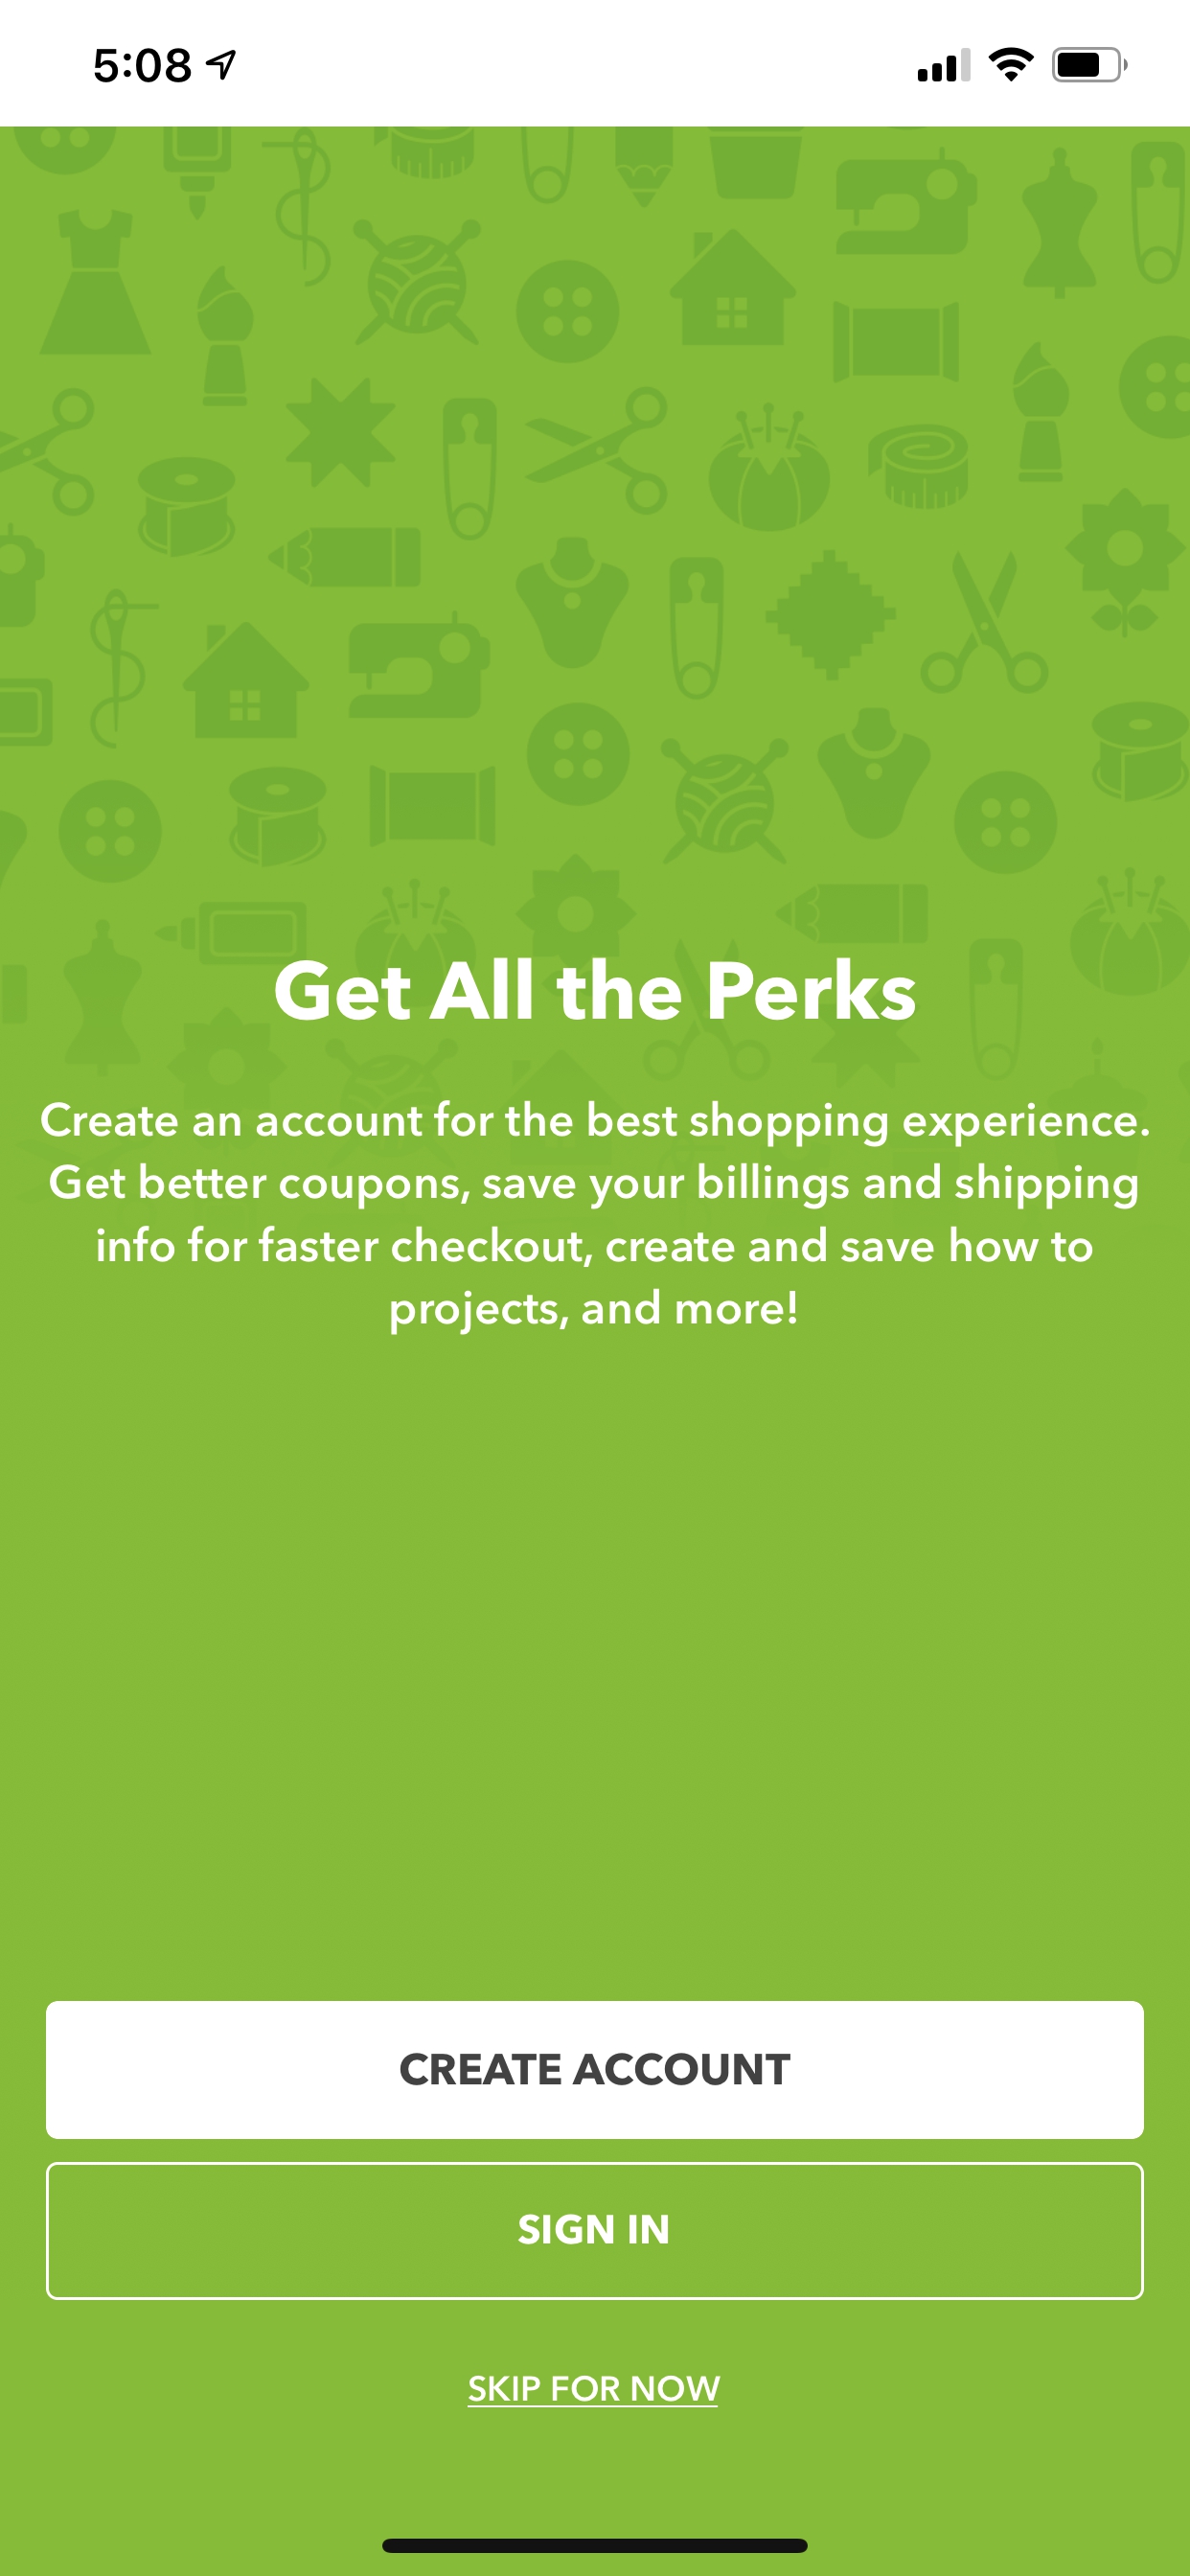 5:08
Get All the Perks
Create an account for the best shopping experience.
Get better coupons, save your billings and shipping
info for faster checkout, create and save how to
projects, and more!
CREATE ACCOUNT
SIGN IN
SKIP FOR NOW